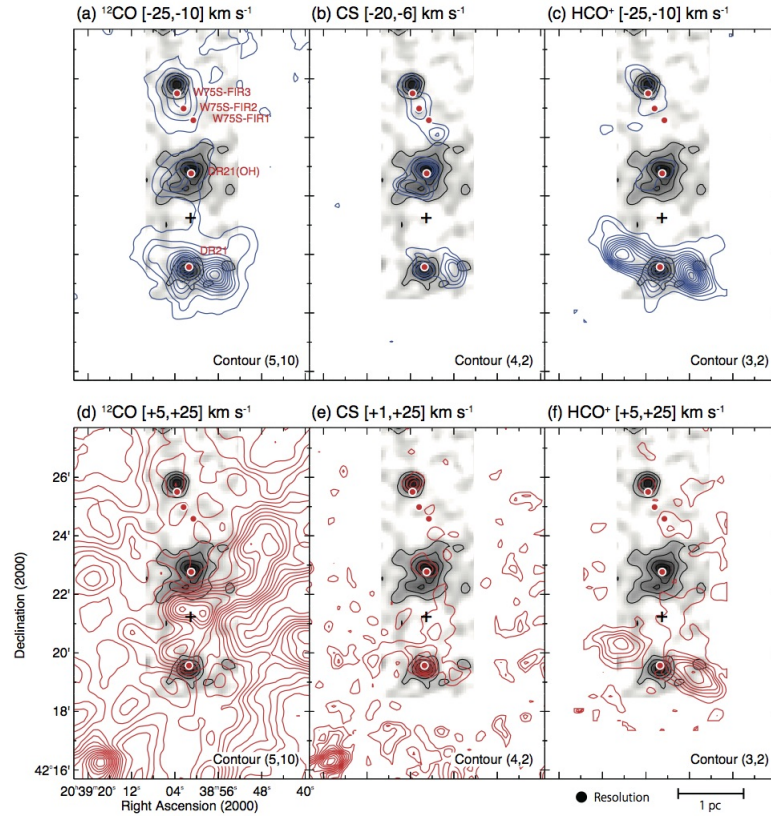 (a) ¹²CO [-25,-10] km s⁻¹
(b) CS [-20,-6] km s⁻¹
(c) HCO⁺ [-25,-10] km s⁻¹
W75S-FIR3
W75S-FIR2
W75S-FIR1
DR21(OH)
DR21
Contour (5,10)
Contour (4,2)
Contour (3,2)
(d) ¹²CO [+5,+25] km s⁻¹
(e) CS [+1,+25] km s⁻¹
(f) HCO⁺ [+5,+25] km s⁻¹
26'
24'
22'
20'
18'
42°16'
Declination (2000)
Contour (5,10)
Contour (4,2)
Contour (3,2)
20ʰ39ᵐ20ˢ 12ˢ 04ˢ 38ᵐ56ˢ 48ˢ 40ˢ
Right Ascension (2000)
Resolution
1 pc